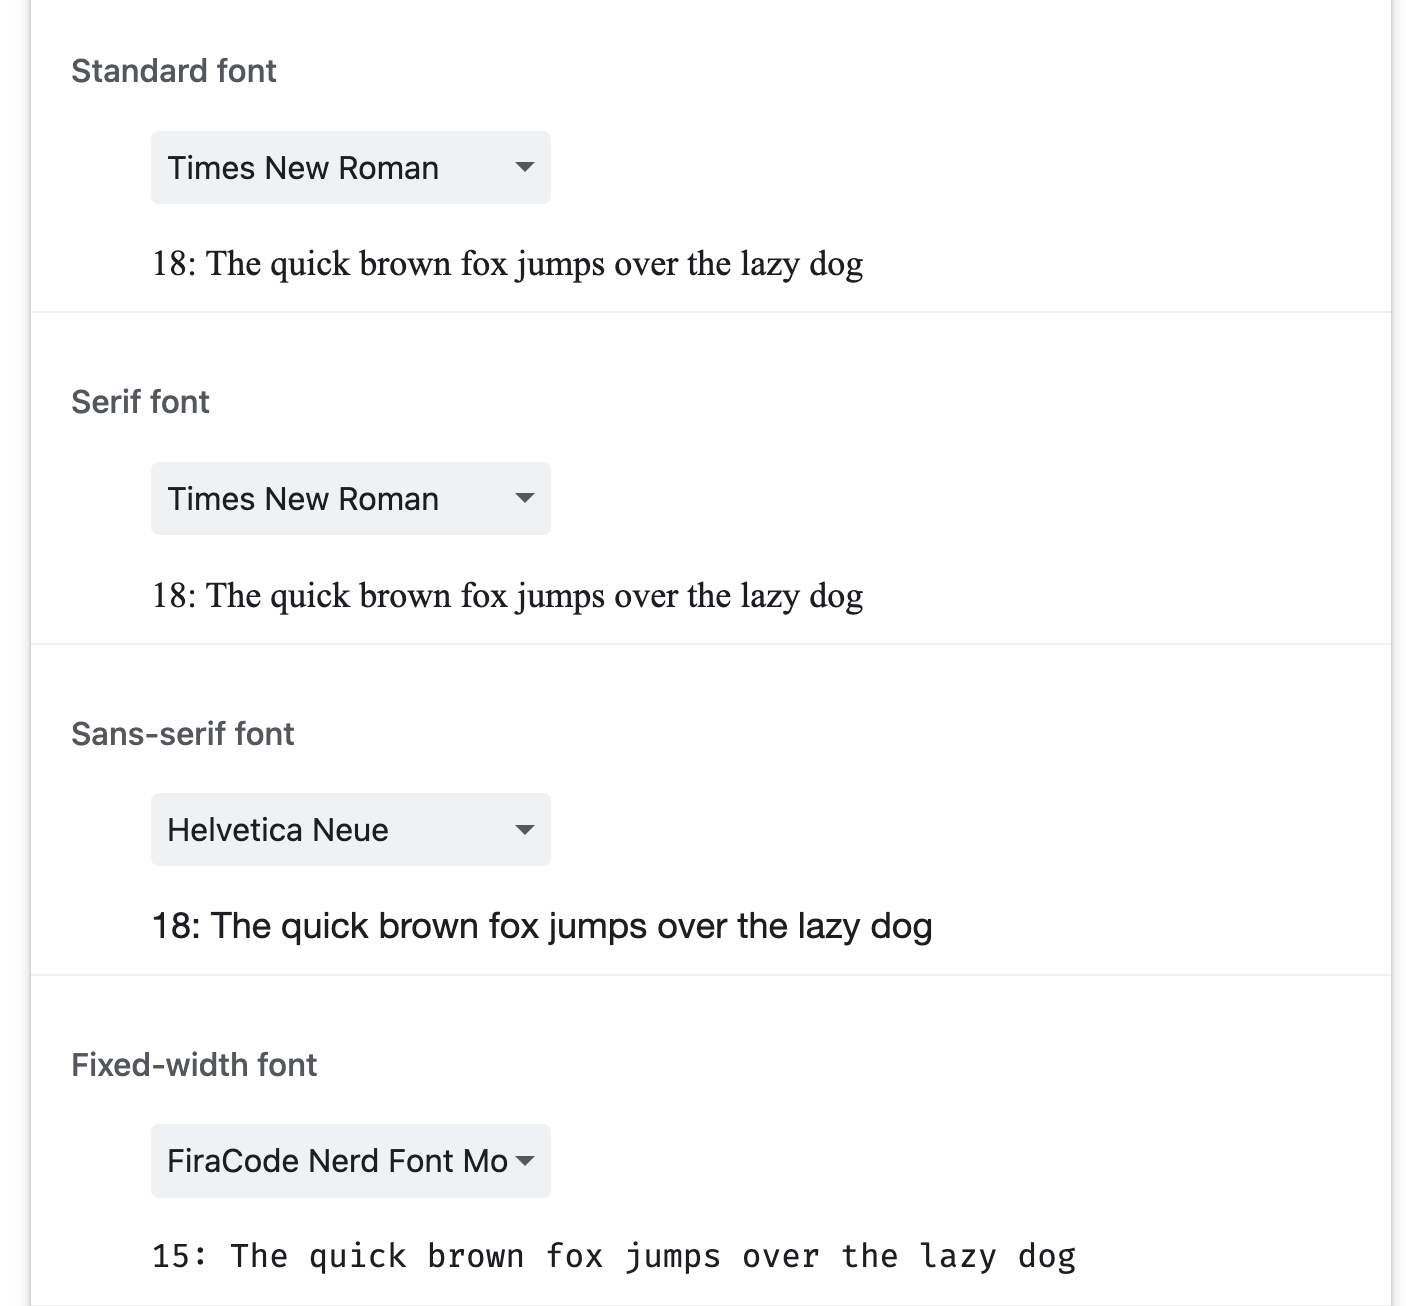 Standard font
Times New Roman
18: The quick brown fox jumps over the lazy dog
Serif font
Times New Roman
18: The quick brown fox jumps over the lazy dog
Sans-serif font
Helvetica Neue
18: The quick brown fox jumps over the lazy dog
Fixed-width font
FiraCode Nerd Font Mo
15: The quick brown fox jumps over the lazy dog